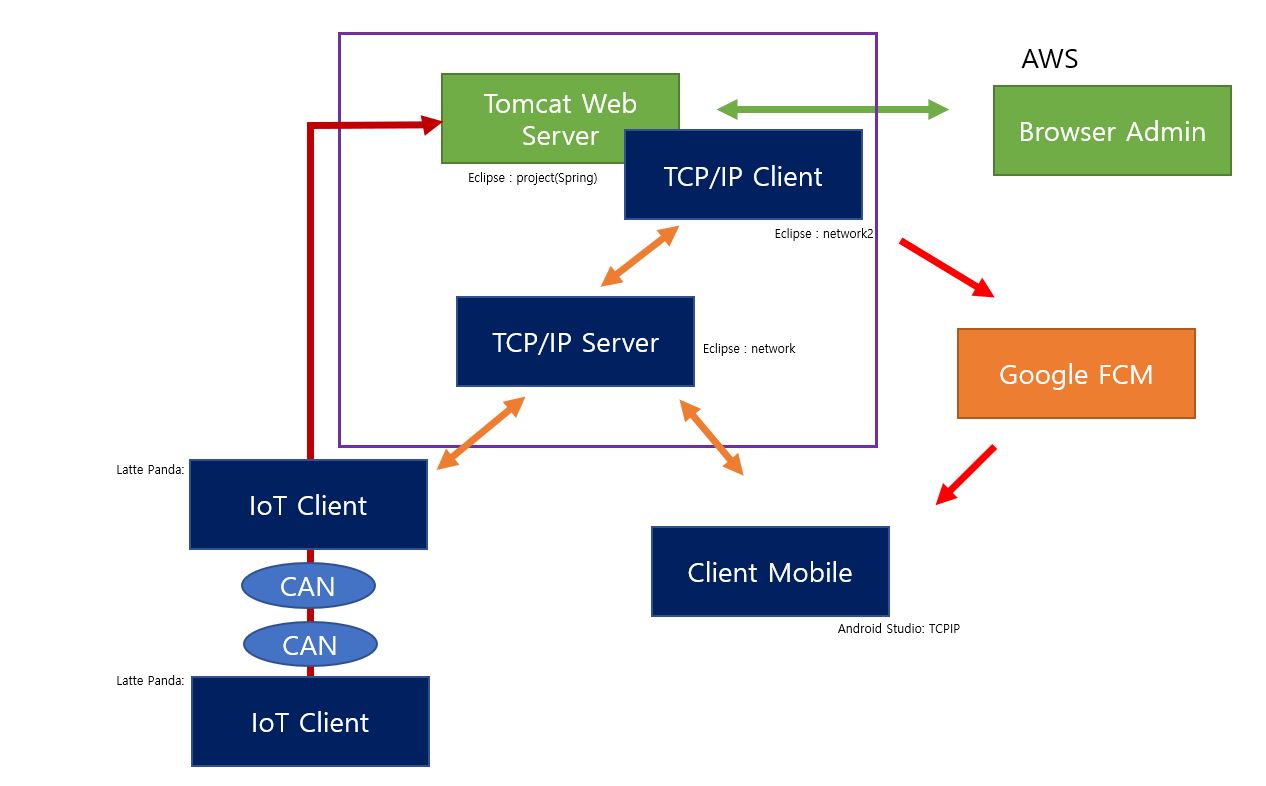 AWS
Tomcat Web
Server
Browser Admin
TCP/IP Client
Eclipse : project(Spring)
Eclipse : network2
TCP/IP Server
Eclipse : network
Google FCM
Latte Panda:
IoT Client
CAN
Client Mobile
Android Studio: TCPIP
CAN
Latte Panda:
IoT Client